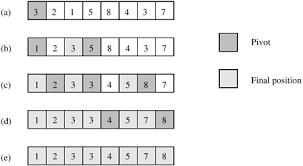 (a) 3 2 1 5 8 4 3 7
(b) 1 2 3 5 8 4 3 7
(c) 1 2 3 3 4 5 8 7
(d) 1 2 3 3 4 5 7 8
(e) 1 2 3 3 4 5 7 8
Pivot
Final position